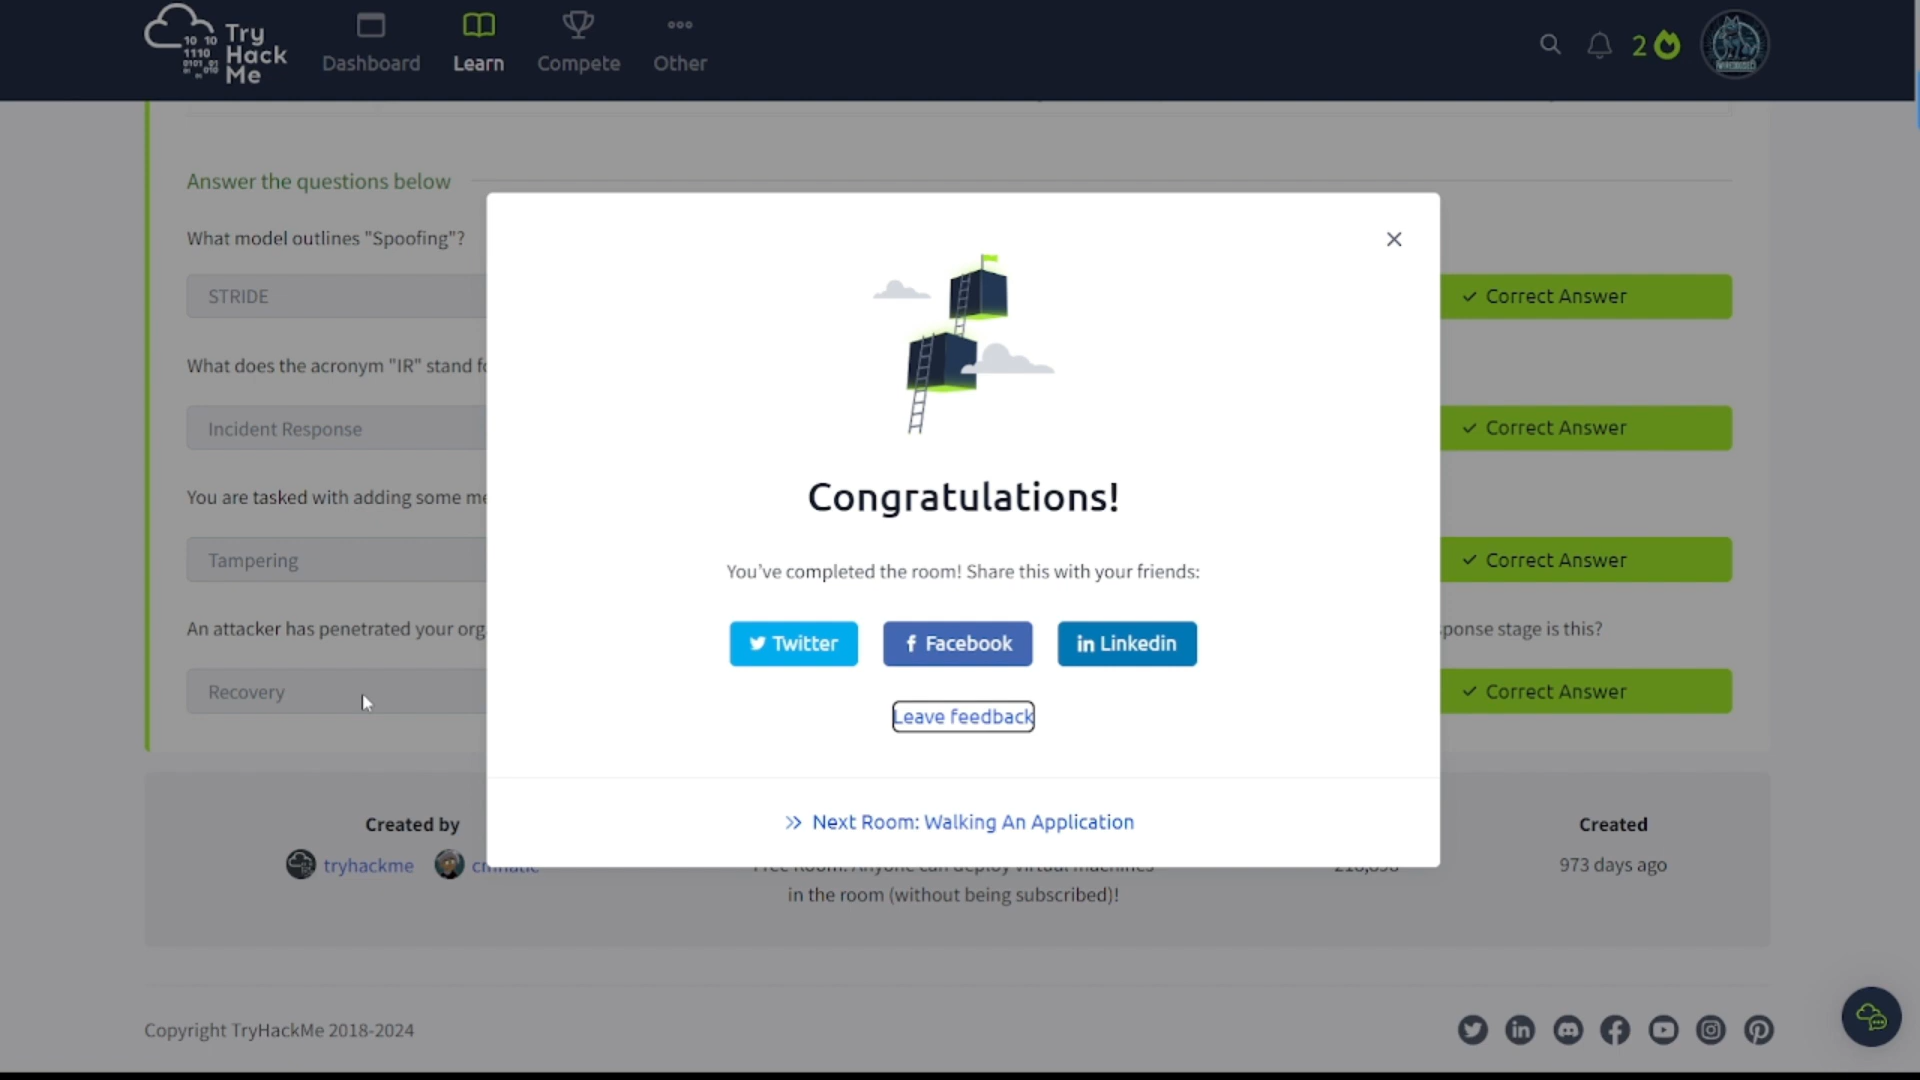 Try
Hack
Me
Dashboard
Learn
Compete
Other
2
Answer the questions below
What model outlines "Spoofing"?
STRIDE
Correct Answer
What does the acronym "IR" stand
Incident Response
Correct Answer
You are tasked with adding some
Tampering
Correct Answer
An attacker has penetrated your
stage is this?
Recovery
Correct Answer
Congratulations!
You've completed the room! Share this with your friends:
Twitter
Facebook
Linkedin
Leave feedback
Next Room: Walking An Application
Created by
tryhackme
in the room (without being subscribed)!
Created
973 days ago
Copyright TryHackMe 2018-2024